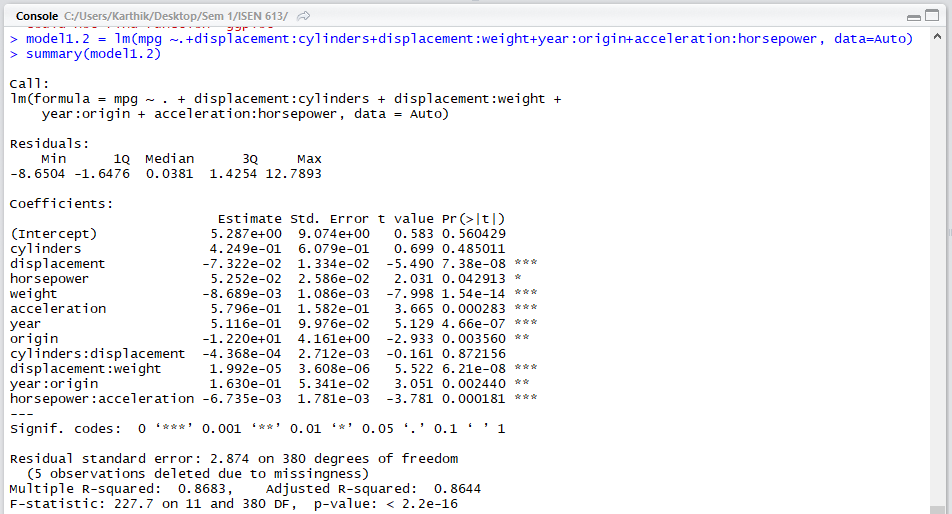 Console C:/Users/Karthik/Desktop/Sem 1/ISEN 613/
> model1.2 = lm(mpg ~.+displacement:cylinders+displacement:weight+year:origin+acceleration:horsepower, data=Auto)
> summary(model1.2)
Call:
lm(formula = mpg ~ . + displacement:cylinders + displacement:weight +
    year:origin + acceleration:horsepower, data = Auto)
Residuals:
    Min      1Q  Median      3Q     Max
-8.6504 -1.6476  0.0381  1.4254 12.7893
Coefficients:
                          Estimate Std. Error t value Pr(>|t|)
(Intercept)              5.287e+00  9.074e+00   0.583 0.560429
cylinders                4.249e-01  6.079e-01   0.699 0.485011
displacement            -7.322e-02  1.334e-02  -5.490 7.38e-08 ***
horsepower               5.252e-02  2.586e-02   2.031 0.042913 *
weight                  -8.689e-03  1.086e-03  -7.998 1.54e-14 ***
acceleration             5.796e-01  1.582e-01   3.665 0.000283 ***
year                     5.116e-01  9.976e-02   5.129 4.66e-07 ***
origin                  -1.220e+01  4.161e+00  -2.933 0.003560 **
cylinders:displacement  -4.368e-04  2.712e-03  -0.161 0.872156
displacement:weight      1.992e-05  3.608e-06   5.522 6.21e-08 ***
year:origin              1.630e-01  5.341e-02   3.051 0.002440 **
horsepower:acceleration -6.735e-03  1.781e-03  -3.781 0.000181 ***
---
Signif. codes:  0 ‘***’ 0.001 ‘**’ 0.01 ‘*’ 0.05 ‘.’ 0.1 ‘ ’ 1
Residual standard error: 2.874 on 380 degrees of freedom
  (5 observations deleted due to missingness)
Multiple R-squared:  0.8683,    Adjusted R-squared:  0.8644
F-statistic: 227.7 on 11 and 380 DF,  p-value: < 2.2e-16